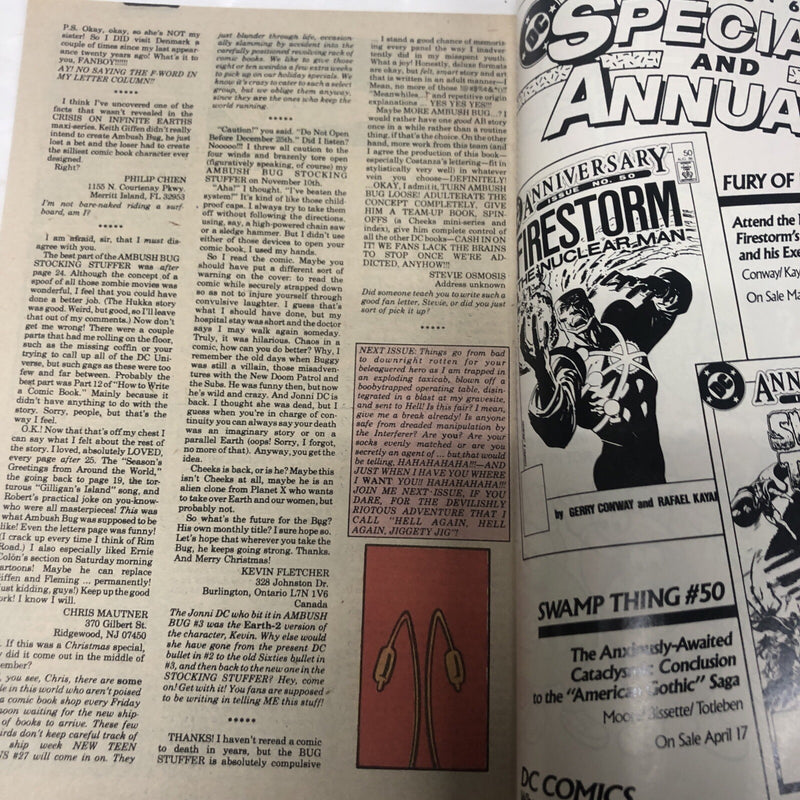 P.S. Okay, okay, so she's NOT my
sister! So I DID visit Denmark a
couple of times since my last appear-
ance twenty years ago! What's it to
you, FANBOY!!!!!!
AY! NO SAYING THE F-WORD IN
MY LETTER COLUMN!!
*****
I think I've uncovered one of the
facts that wasn't revealed in the
CRISIS ON INFINITE EARTHS
maxi-series. Keith Giffen didn't really
intend to create Ambush Bug, he just
lost a bet and the loser had to create
the silliest comic book character ever
designed.
Right?
PHILIP CHIEN
1155 N. Courtenay Pkwy.
Merritt Island, FL 32953
I'm not bare-naked riding a surf
board, am I?
*****
I am afraid, sir, that I must dis-
agree with you.
The best part of the AMBUSH BUG
STOCKING STUFFER was after
page 24. Although the concept of a
spoof of all those zombie movies was
wonderful, I feel that you could have
done a better job. (The Hukka story
was good. Weird, but good, so I'll leave
that out of my comments.) Now don't
get me wrong! There were a couple
parts that had me rolling on the floor,
such as the missing coffin or your
trying to call up all of the DC Uni-
verse, but such gags as these were too
few and far between. Probably the
best part was Part 12 of "How to Write
a Comic Book." Mainly because it
didn't have anything to do with the
story. Sorry, people, but that's the
way I feel.
O.K.! Now that that's off my chest I
can say what I felt about the rest of
the story. I loved, absolutely LOVED,
every page after 25. The "Season's
Greetings from Around the World,"
the going back to page 19, the tor-
turous "Gilligan's Island" song, and
Robert's practical joke on you-know-
who were all masterpieces! This was
what Ambush Bug was supposed to be
like! Even the letters page was funny!
(I crack up every time I think of Rim
Road.) I also especially liked Ernie
Colón's section on Saturday morning
cartoons! Maybe he can replace
iffen and Fleming ... permanently!
ust kidding, guys!) Keep up the good
ork! I know I will.
CHRIS MAUTNER
370 Gilbert St.
Ridgewood, NJ 07450
. If this was a Christmas special,
did it come out in the middle of
ember?
you see, Chris, there are some
le in this world who aren't poised
a comic book shop every Friday
oon waiting for the new ship-
of books to arrive. These few
irds don't keep careful track of
ship week NEW TEEN
NS #27 will come in on. They
just blunder through life, occasion-
ally slamming by accident into the
carefully positioned revolving rack of
comic books. We like to give those
eight or ten weirdos a few extra weeks
to pick up on our holiday specials. We
know it's crazy to cater to such a select
group, but we oblige them anyway,
since they are the ones who keep the
world running.
*****
"Caution!" you said. "Do Not Open
Before December 25th." Did I listen?
Nooooo!!! I threw all caution to the
four winds and brazenly tore open
(figuratively speaking, of course) my
AMBUSH BUG STOCKING
STUFFER on November 10th.
"Aha!" I thought. "I've beaten the
system!" It's kind of like those child-
proof caps. I always try to take them
off without following the directions,
using, say, a high-powered chain saw
or a sledge hammer. But I didn't use
either of those devices to open your
comic book, I used my hands.
So I read the comic. Maybe you
should have put a different sort of
warning on the cover: to read the
comic while securely strapped down
so as not to injure yourself through
convulsive laughter. I guess that's
what I should have done, but my
hospital stay was short and the doctor
says I may walk again someday.
Truly, it was hilarious. Chaos in a
comic, how can you do better? Why, I
remember the old days when Buggy
was still a villain, those misadven-
tures with the New Doom Patrol and
the Subs. He was funny then, but now
he's wild and crazy. And Jonni DC is
back. I thought she was dead, but I
guess when you're in charge of con-
tinuity you can always say your death
was an imaginary story or on a
parallel Earth (oops! Sorry, I forgot,
no more of that). Anyway, you get the
idea.
Cheeks is back, or is he? Maybe this
isn't Cheeks at all, maybe he is an
alien clone from Planet X who wants
to take over Earth and our women, but
probably not.
So what's the future for the Bug?
His own monthly title? I sure hope so.
Let's hope that wherever you take the
Bug, he keeps going strong. Thanks.
And Merry Christmas!
KEVIN FLETCHER
328 Johnston Dr.
Burlington, Ontario L7N 1V6
Canada
The Jonni DC who bit it in AMBUSH
BUG #3 was the Earth-2 version of
the character, Kevin. Why else would
she have gone from the present DC
bullet in #2 to the old Sixties bullet in
#3, and then back to the new one in the
STOCKING STUFFER? Hey, come
on! Get with it! You fans are supposed
to be writing in telling ME this stuff!
*****
THANKS! I haven't reread a comic
to death in years, but the BUG
STUFFER is absolutely compulsive
I stand a good chance of memoriz-
ing every panel the way I inadver-
tently did in my misspent youth.
What a joy! Honestly, deluxe formats
are okay, but felt, smart story and art
that is written in an adult manner—I
Mean, no more of those
"Meanwhiles..." and repetitive origin
explanations ... YES YES YES!!
Maybe MORE AMBUSH BUG...? I
would rather have one good AB story
once in a while rather than a routine
thing, if that's the choice. On the other
hand, more work from this team (and
I agree the production of this book—
especially Costanza's lettering—fit in
stylistically very well) in whatever
vein you choose—DEFINITELY!
OKAY, I admit it, TURN AMBUSH
BUG LOOSE! ADULTERATE THE
CONCEPT COMPLETELY, GIVE
HIM A TEAM-UP BOOK, SPIN-
OFFS (a Cheeks mini-series and
index), give him complete control of
all the other DC books—CASH IN ON
IT! WE FANS LACK THE BRAINS
TO STOP ONCE WE'RE AD-
DICTED, ANYHOW!!
STEVIE OSMOSIS
Address unknown
Did someone teach you to write such a
good fan letter, Stevie, or did you just
sort of pick it up?
*****
NEXT ISSUE: Things go from bad
to downright rotten for your
beleaguered hero as I am trapped in
an exploding taxicab, blown off a
boobytrapped operating table, disin-
tegrated in a blast at my gravesite,
and sent to Hell! Is this fair? I mean,
give me a break already! Is anyone
safe from dreaded manipulation by
the Interferer? Are you? Are your
socks evenly matched or are you
secretly an agent of ... but that would
be telling, HAHAHAHAHA!!!—AND
JUST WHEN I HAVE YOU WHERE
I WANT YOU!! HAHAHAHAHA!!!
JOIN ME NEXT ISSUE, IF YOU
DARE, FOR THE DEVILISHLY
RIOTOUS ADVENTURE THAT I
CALL "HELL AGAIN, HELL
AGAIN, JIGGETY JIG"!
DC
SPECIA
AND
ANNUA
ANNIVERSARY
ISSUE NO. 50
50
FIRESTORM
THE NUCLEAR MAN
by GERRY CONWAY and RAFAEL KAYA
FURY OF
Attend the
Firestorm's
and his Exe
Conway/Kay
On Sale Ma
DC
ANN
SWAMP THING #50
The Anxiously-Awaited
Cataclysmic Conclusion
to the "American Gothic" Saga
Moore/Bissette/Totleben
On Sale April 17
DC COMICS